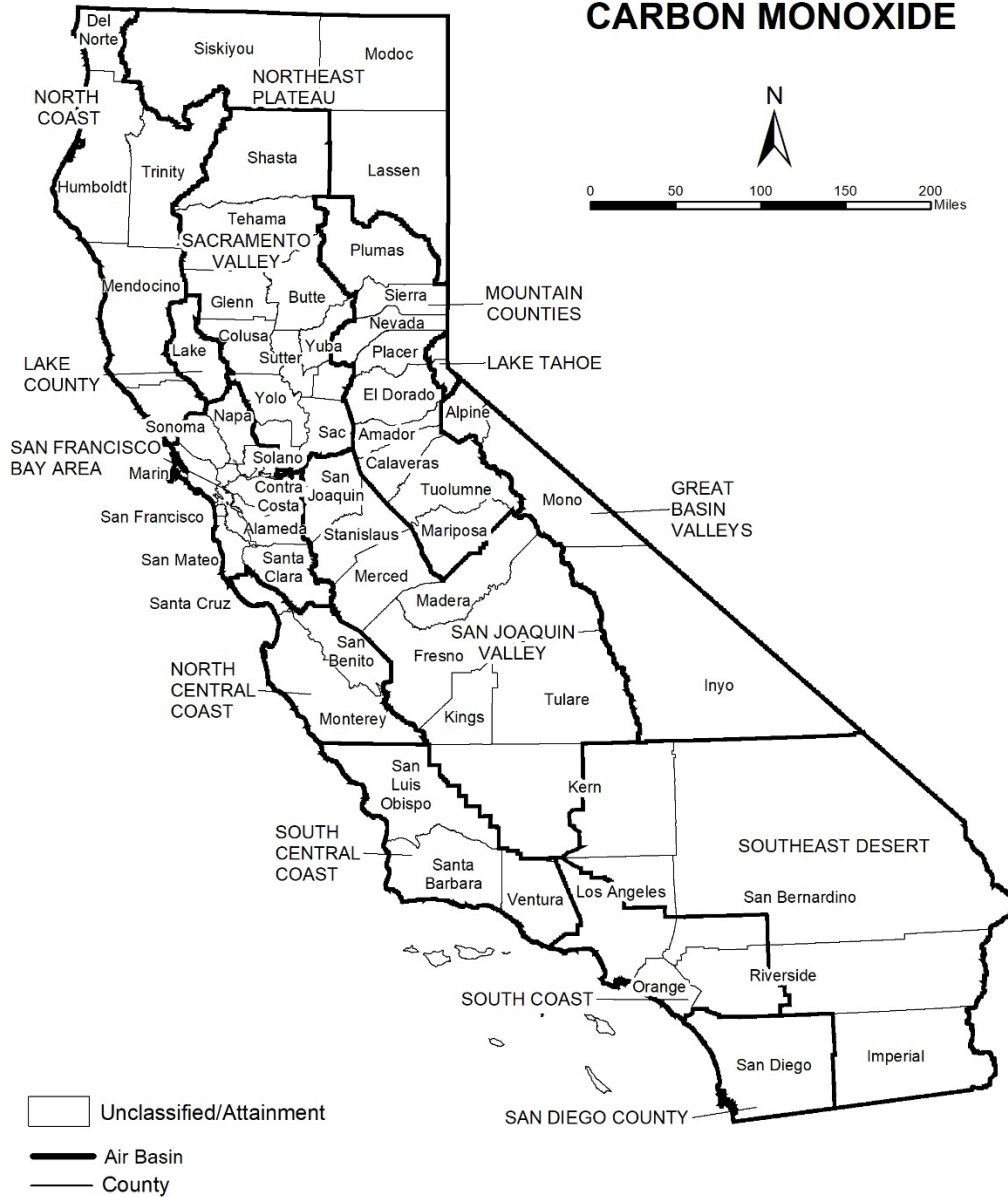 CARBON MONOXIDE
Del
Norte
Siskiyou
Modoc
NORTHEAST
PLATEAU
NORTH
COAST
N
Humboldt
Trinity
Shasta
Lassen
0 50 100 150 200
Miles
Tehama
SACRAMENTO
VALLEY
Plumas
Mendocino
Glenn
Butte
Sierra
MOUNTAIN
COUNTIES
Nevada
Colusa
Sutter
Yuba
Placer
LAKE TAHOE
Lake
LAKE
COUNTY
El Dorado
Yolo
Napa
Sonoma
Alpine
Sac
Amador
SAN FRANCISCO
BAY AREA
Solano
Calaveras
Marin
Contra
Costa
San
Joaquin
Tuolumne
Mono
GREAT
BASIN
VALLEYS
San Francisco
Alameda
Stanislaus
Mariposa
San Mateo
Santa
Clara
Merced
Santa Cruz
Madera
San
Benito
SAN JOAQUIN
VALLEY
Fresno
NORTH
CENTRAL
COAST
Monterey
Kings
Tulare
Inyo
San
Luis
Obispo
Kern
SOUTH
CENTRAL
COAST
SOUTHEAST DESERT
Santa
Barbara
Ventura
Los Angeles
San Bernardino
Riverside
Orange
SOUTH COAST
San Diego
Imperial
SAN DIEGO COUNTY
Unclassified/Attainment
Air Basin
County